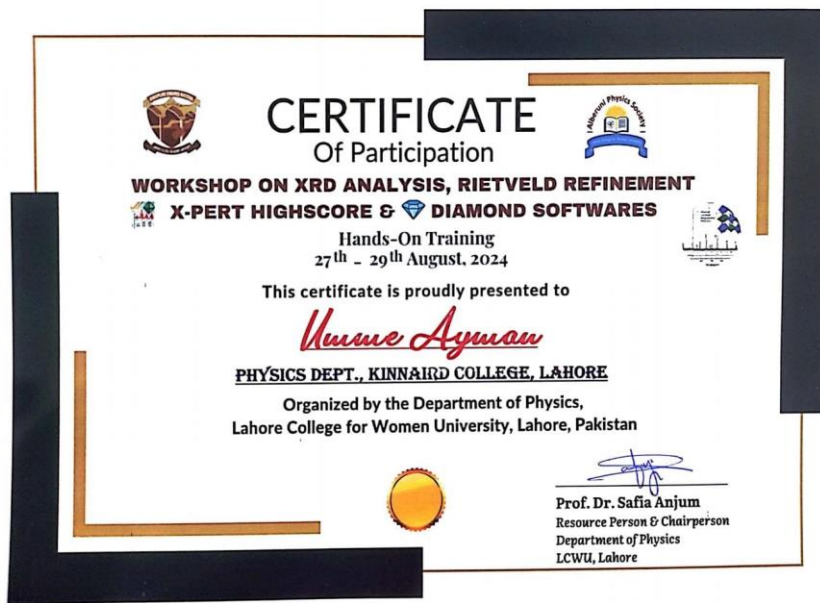 Alberuni Physics Society
CERTIFICATE
Of Participation
WORKSHOP ON XRD ANALYSIS, RIETVELD REFINEMENT
X-PERT HIGHSCORE & DIAMOND SOFTWARES
Hands-On Training
27th - 29th August, 2024
This certificate is proudly presented to
Umme Ayman
PHYSICS DEPT., KINNAIRD COLLEGE, LAHORE
Organized by the Department of Physics,
Lahore College for Women University, Lahore, Pakistan
Prof. Dr. Safia Anjum
Resource Person & Chairperson
Department of Physics
LCWU, Lahore